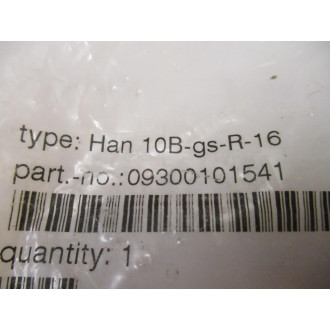 type: Han 10B-gs-R-16
part.-no.:09300101541
quantity: 1